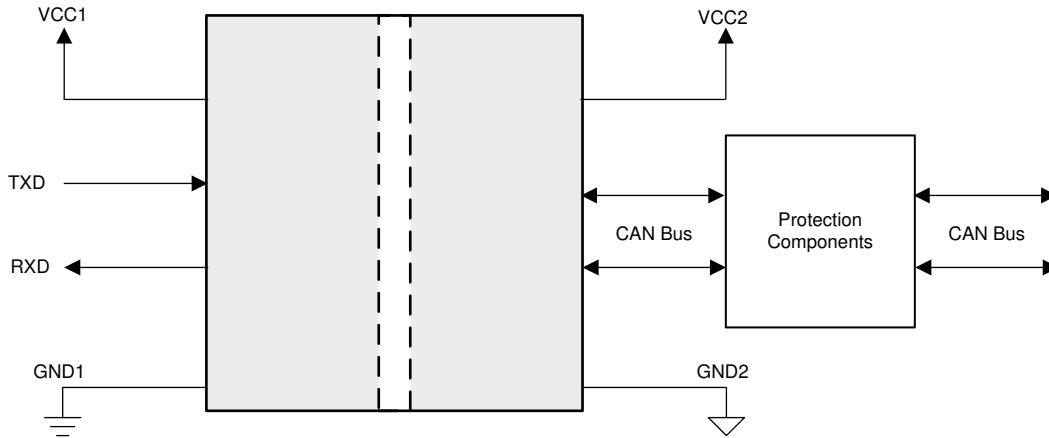 VCC1
VCC2
TXD
RXD
CAN Bus
Protection
Components
CAN Bus
GND1
GND2